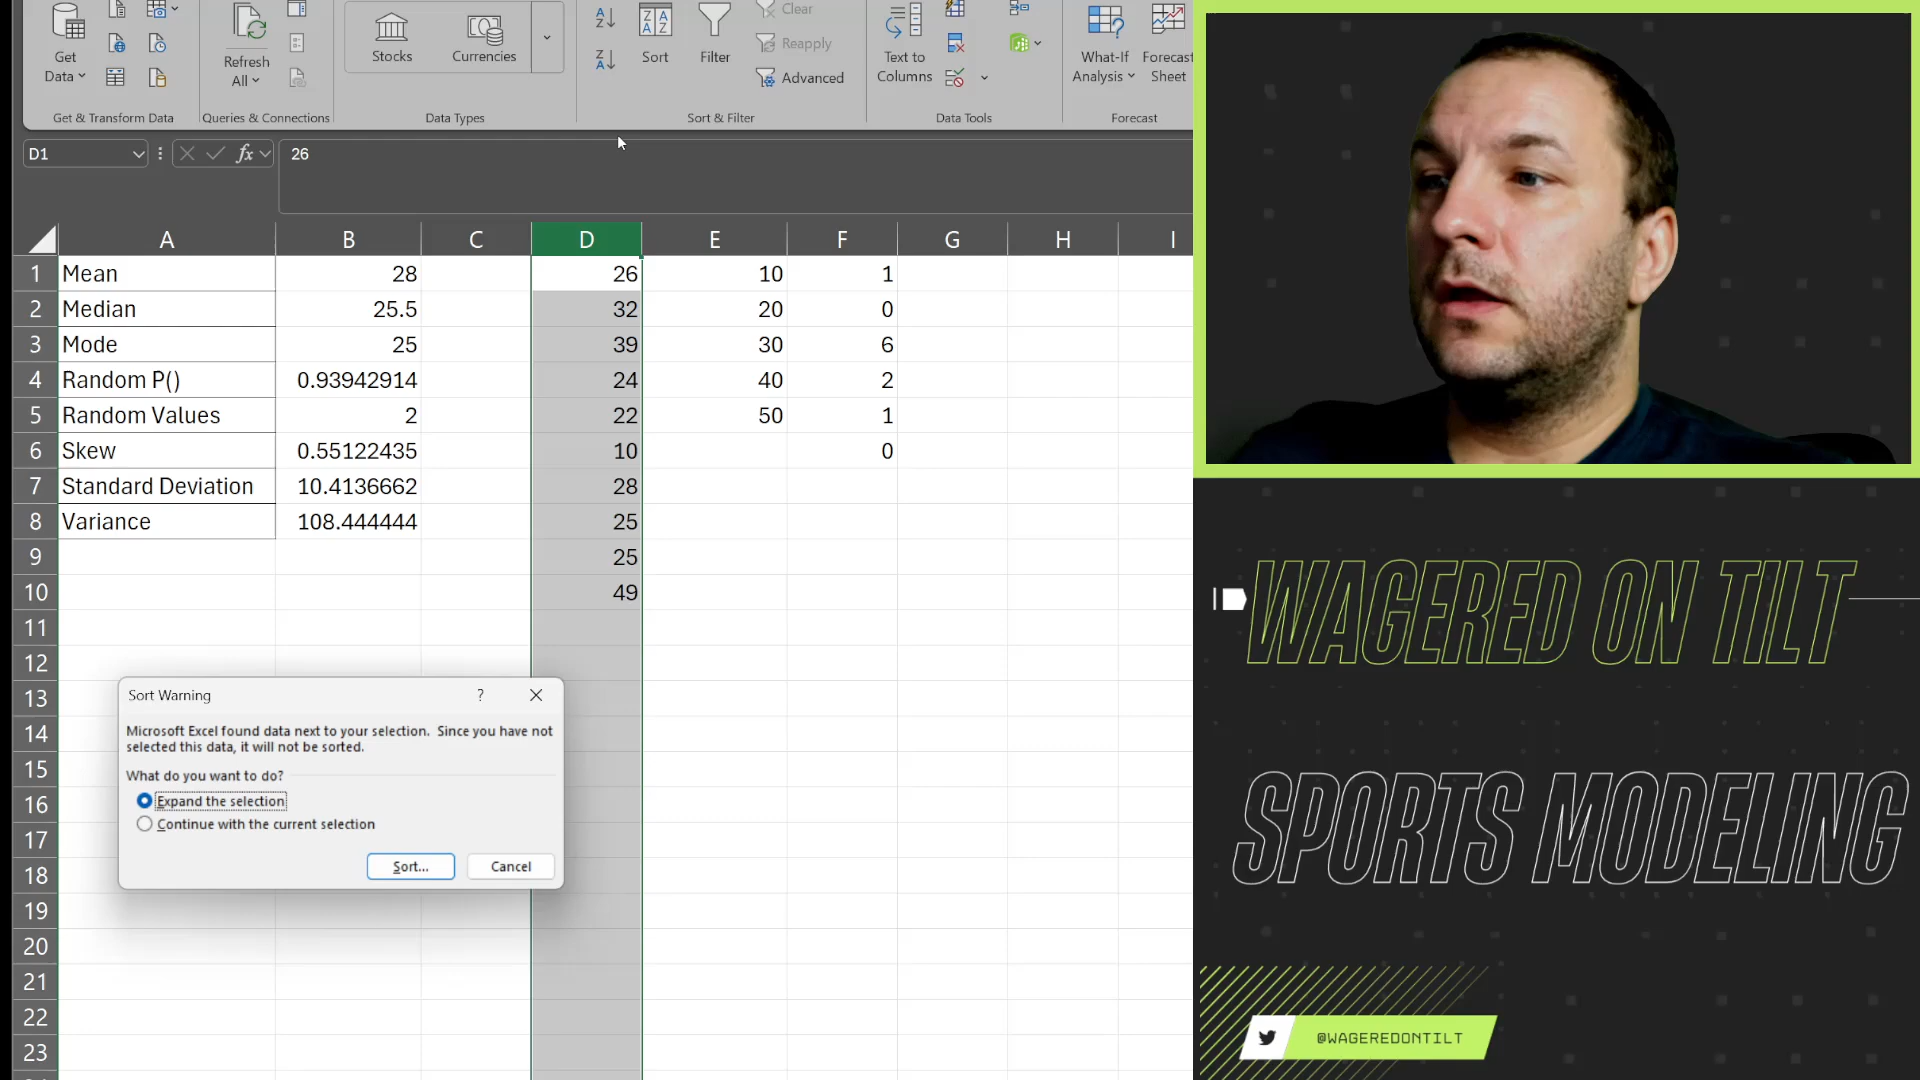 Get
Data
Refresh
All
Stocks
Currencies
Sort
Filter
Clear
Reapply
Advanced
Text to
Columns
What-If
Analysis
Forecast
Sheet
Get & Transform Data
Queries & Connections
Data Types
Sort & Filter
Data Tools
Forecast
D1
fx
26
A B C D E F G H I
1 Mean 28 26 10 1
2 Median 25.5 32 20 0
3 Mode 25 39 30 6
4 Random P() 0.93942914 24 40 2
5 Random Values 2 22 50 1
6 Skew 0.55122435 10 0
7 Standard Deviation 10.4136662 28
8 Variance 108.444444 25
9 25
10 49
11
12
13
14
15
16
17
18
19
20
21
22
23
Sort Warning
?
Microsoft Excel found data next to your selection. Since you have not
selected this data, it will not be sorted.
What do you want to do?
Expand the selection
Continue with the current selection
Sort...
Cancel
WAGERED ON TILT
SPORTS MODELING
@WAGEREDONTILT